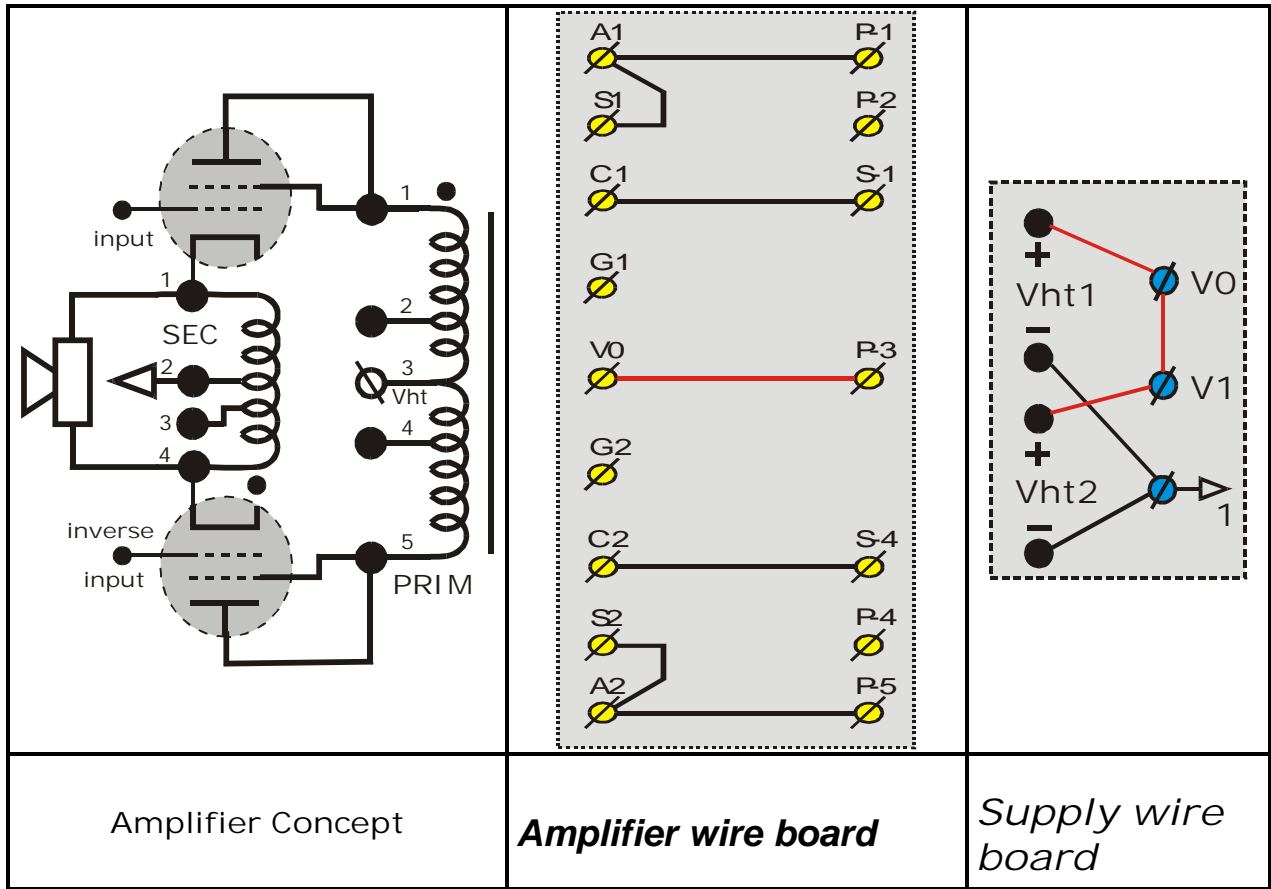 input
1
SEC
2
3
4
inverse
input
1
2
3
Vht
4
5
PRIM
A1
P-1
S1
P-2
C1
S-1
G1
V0
P-3
G2
C2
S-4
S2
P-4
A2
P-5
+
Vht1
−
+
Vht2
−
V0
V1
1
Amplifier Concept
Amplifier wire board
Supply wire
board